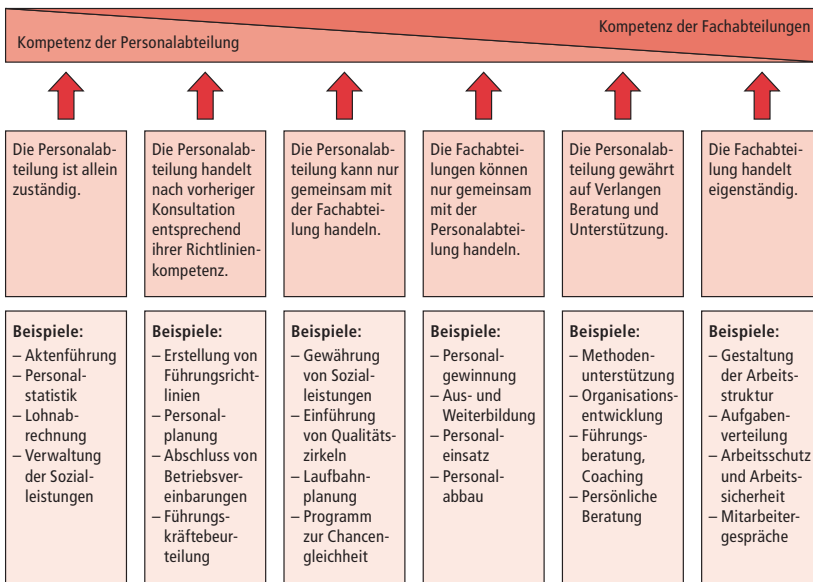 Kompetenz der Fachabteilungen
Kompetenz der Personalabteilung
Die Personalab-
teilung ist allein
zuständig.
Die Personalab-
teilung handelt
nach vorheriger
Konsultation
entsprechend
ihrer Richtlinien-
kompetenz.
Die Personalab-
teilung kann nur
gemeinsam mit
der Fachabtei-
lung handeln.
Die Fachabtei-
lungen können
nur gemeinsam
mit der
Personalabtei-
lung handeln.
Die Personalab-
teilung gewährt
auf Verlangen
Beratung und
Unterstützung.
Die Fachabtei-
lung handelt
eigenständig.
Beispiele:
– Aktenführung
– Personal-
statistik
– Lohnab-
rechnung
– Verwaltung
der Sozial-
leistungen
Beispiele:
– Erstellung von
Führungsricht-
linien
– Personal-
planung
– Abschluss von
Betriebsver-
einbarungen
– Führungs-
kräftebeur-
teilung
Beispiele:
– Gewährung
von Sozial-
leistungen
– Einführung
von Qualitäts-
zirkeln
– Laufbahn-
planung
– Programm
zur Chancen-
gleichheit
Beispiele:
– Personal-
gewinnung
– Aus- und
Weiterbildung
– Personal-
einsatz
– Personal-
abbau
Beispiele:
– Methoden-
unterstützung
– Organisations-
entwicklung
– Führungs-
beratung,
Coaching
– Persönliche
Beratung
Beispiele:
– Gestaltung
der Arbeits-
struktur
– Aufgaben-
verteilung
– Arbeitsschutz
und Arbeits-
sicherheit
– Mitarbeiter-
gespräche